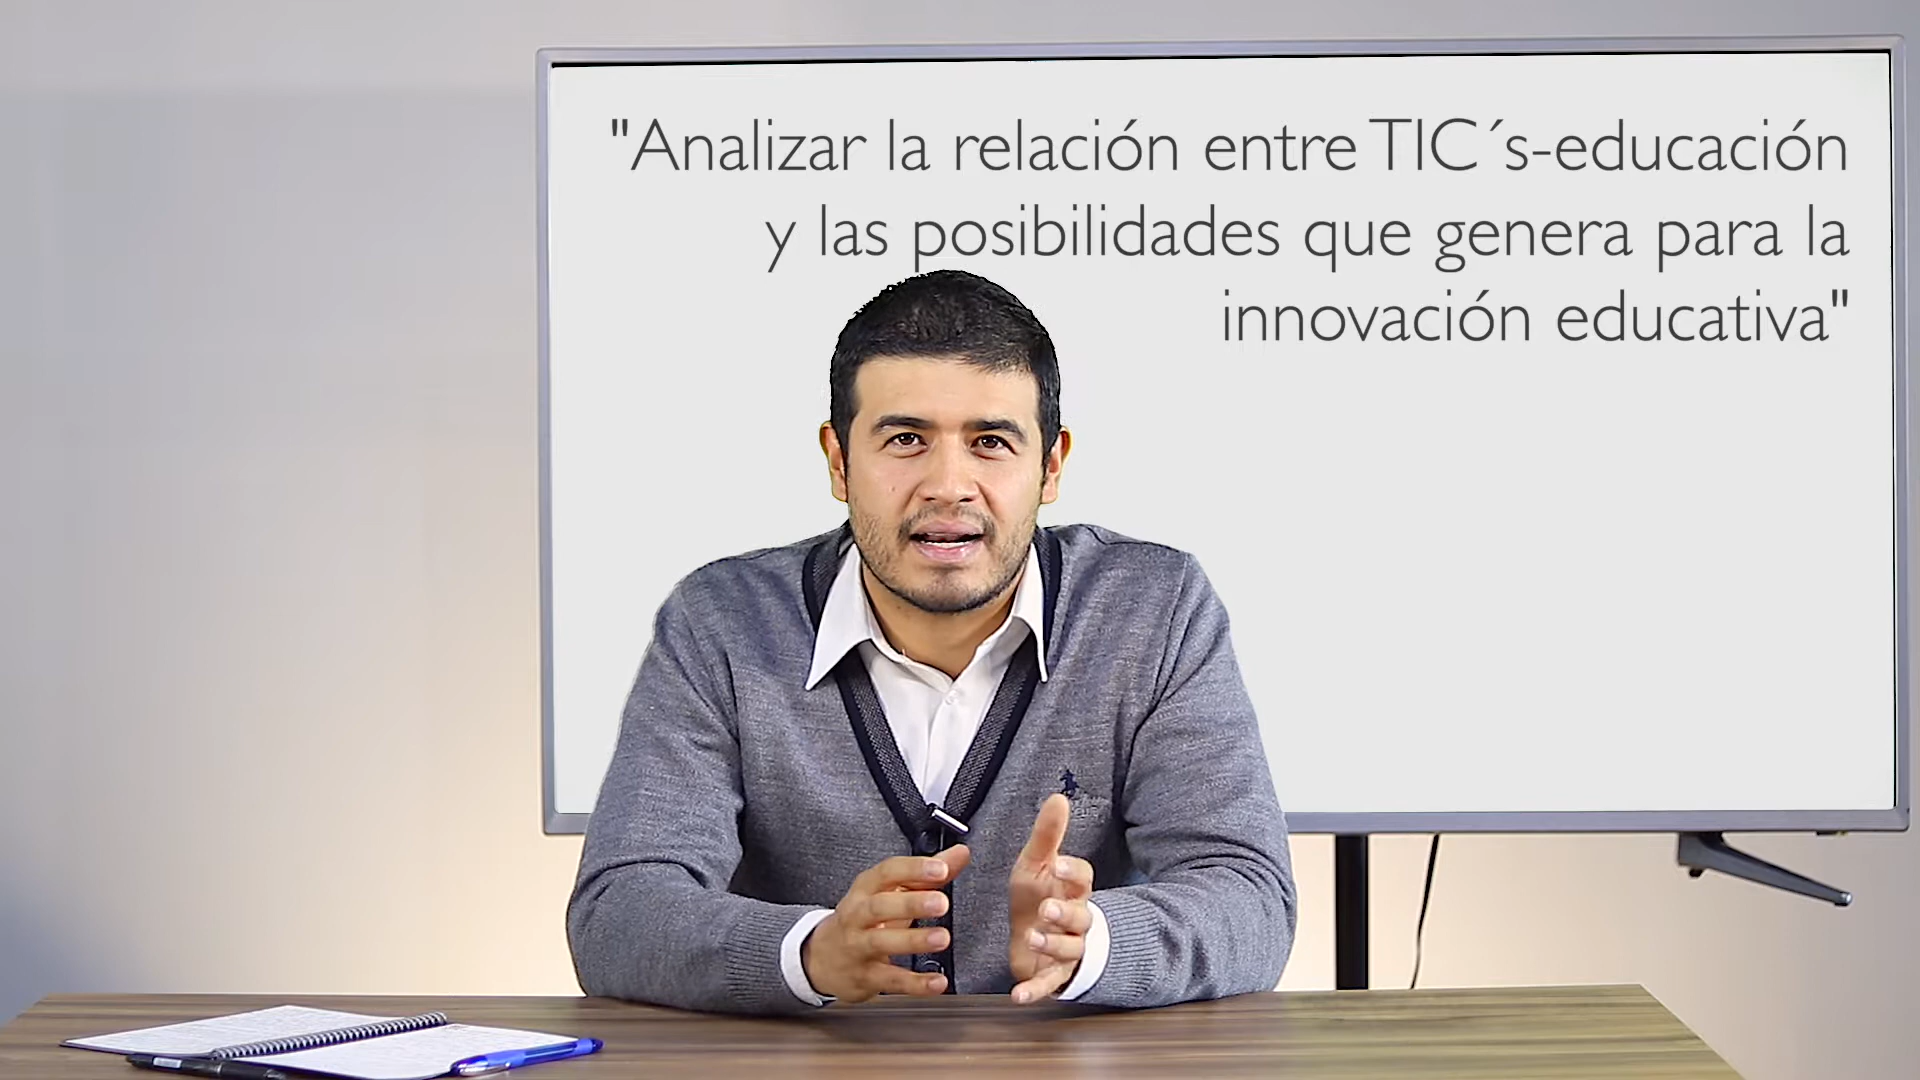 "Analizar la relación entre TIC´s-educación
y las posibilidades que genera para la
innovación educativa"